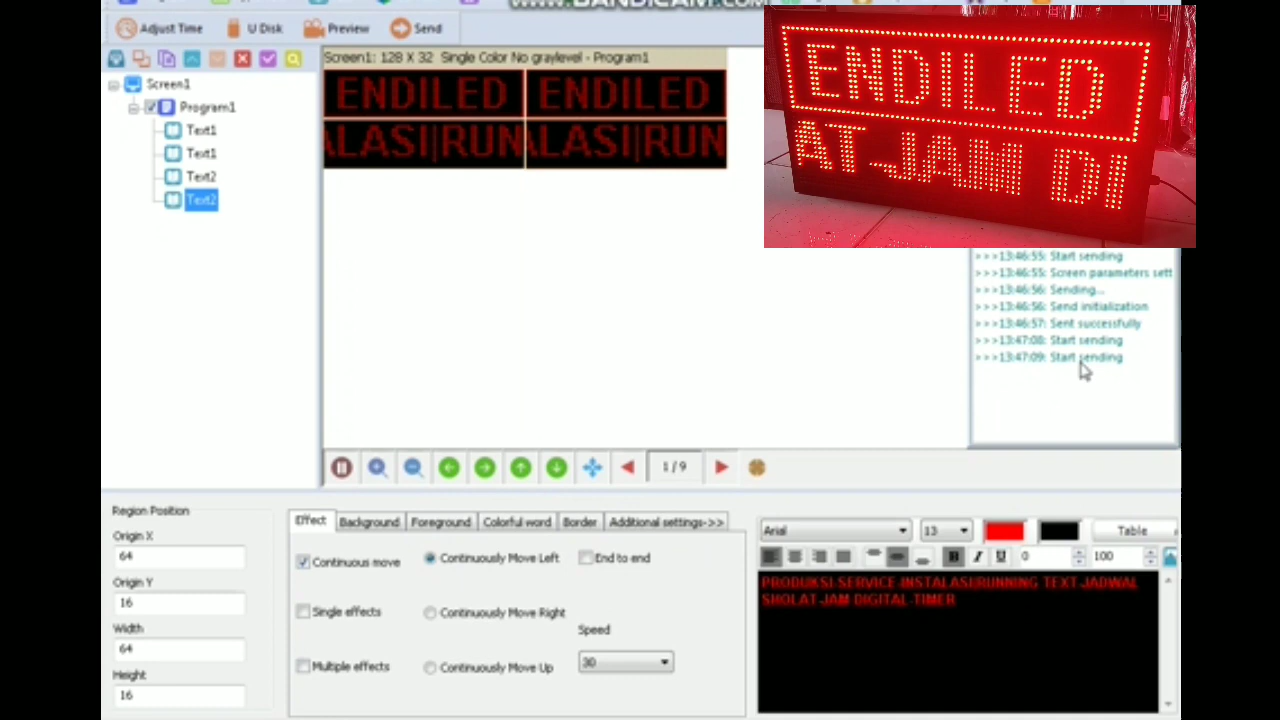 BANDICAM.COM
Adjust Time
U Disk
Preview
Send
Screen1
Program1
Text1
Text1
Text2
Text2
Screen1: 128 X 32 Single Color No graylevel - Program1
ENDILED ENDILED
ALASI|RUN ALASI|RUN
ENDILED
AT-JAM DI
>>>13:46:55: Start sending
>>>13:46:55: Screen parameters sett
>>>13:46:56: Sending...
>>>13:46:56: Send initialization
>>>13:46:57: Sent successfully
>>>13:47:08: Start sending
>>>13:47:09: Start sending
1 / 9
Region Position
Origin X
64
Origin Y
16
Width
64
Height
16
Effect Background Foreground Colorful word Border Additional settings->>
Continuous move
Continuously Move Left
End to end
Single effects
Continuously Move Right
Speed
30
Multiple effects
Continuously Move Up
Arial 13 Table
B I U 0 100
PRODUKSI-SERVICE-INSTALASI|RUNNING TEXT-JADWAL
SHOLAT-JAM DIGITAL-TIMER